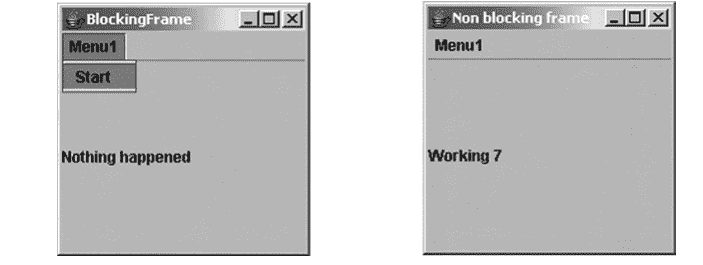 BlockingFrame
Menu1
Start
Nothing happened
Non blocking frame
Menu1
Working 7